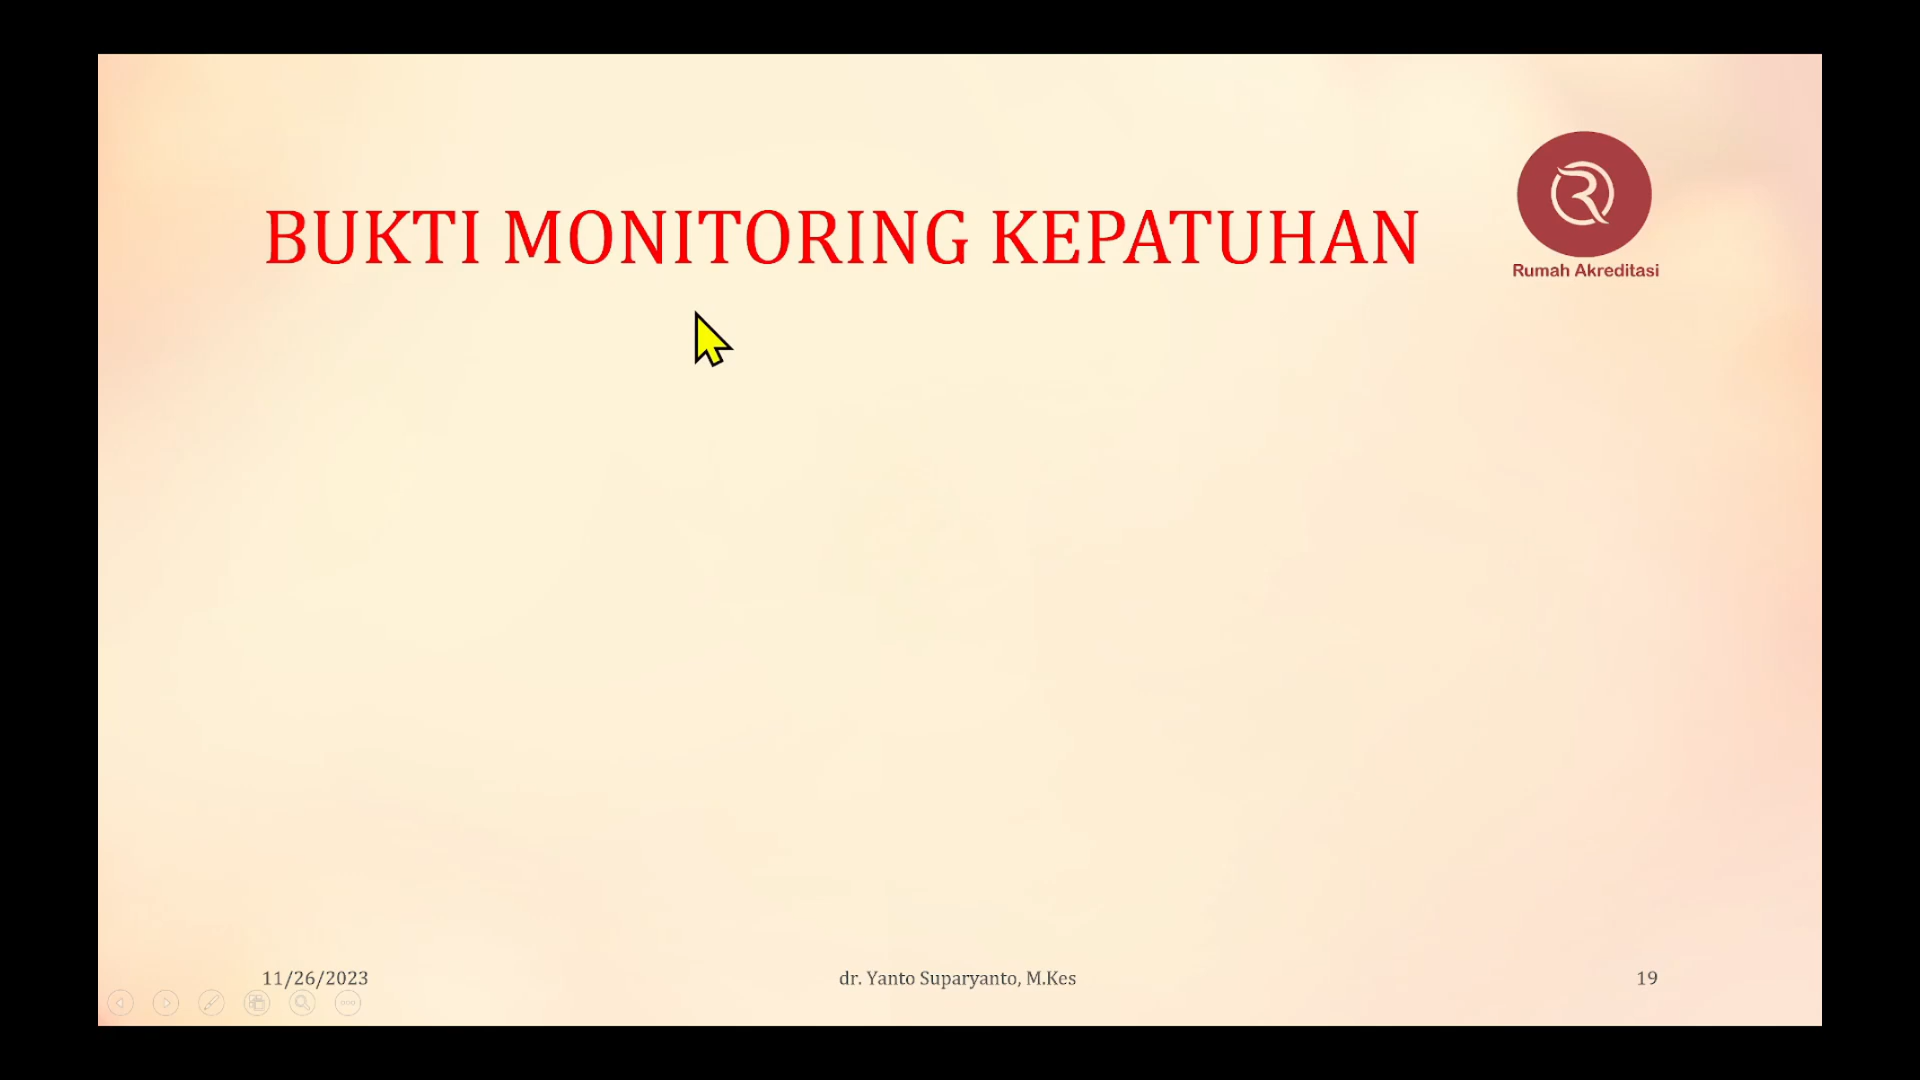 BUKTI MONITORING KEPATUHAN
Rumah Akreditasi
11/26/2023
dr. Yanto Suparyanto, M.Kes
19